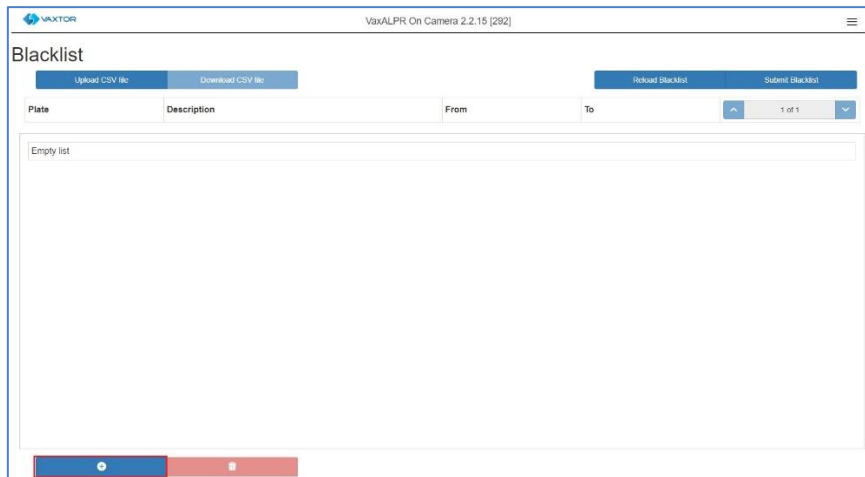 VAXTOR VaxALPR On Camera 2.2.15 [292]
Blacklist
Upload CSV file Download CSV file Reload Blacklist Submit Blacklist
Plate Description From To 1 of 1
Empty list